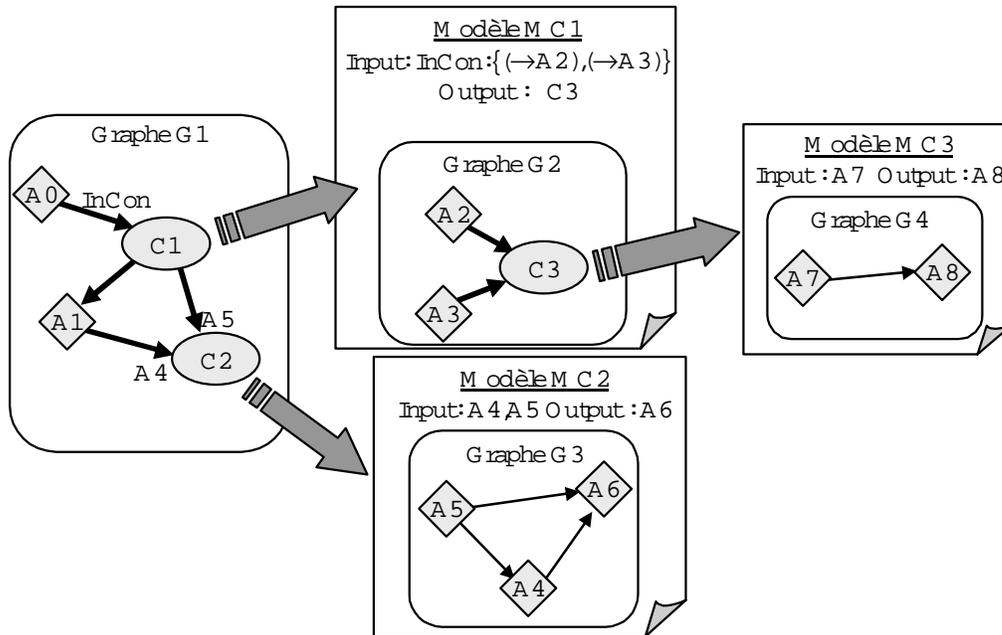 Graphe G1
A0
InCon
C1
A1
A5
A4
C2
Modèle MC1
Input: InCon:{(→A2),(→A3)}
Output: C3
Graphe G2
A2
C3
A3
Modèle MC3
Input: A7 Output: A8
Graphe G4
A7
A8
Modèle MC2
Input: A4,A5 Output: A6
Graphe G3
A5
A6
A4